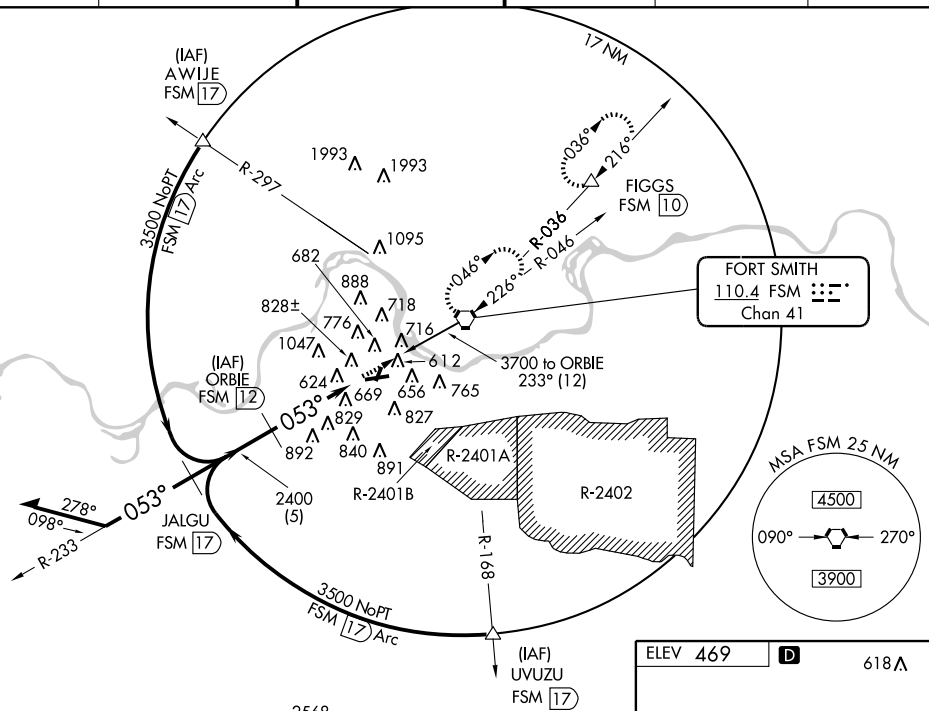 (IAF)
AWIJE
FSM 17
17 NM
036°
216°
1993
1993
R-297
FIGGS
FSM 10
3500 NoPT
FSM 17 Arc
R-036
R-046
1095
682
046°
226°
FORT SMITH
110.4 FSM
Chan 41
888
828±
718
776
716
1047
612
3700 to ORBIE
233° (12)
(IAF)
ORBIE
FSM 12
624
669
656
765
053°
829
827
892
840
891
R-2401A
R-2401B
R-2402
MSA FSM 25 NM
4500
090°
270°
3900
2400
(5)
278°
098°
053°
JALGU
FSM 17
R-233
R-168
3500 NoPT
FSM 17 Arc
(IAF)
UVUZU
FSM 17
ELEV 469 D
618